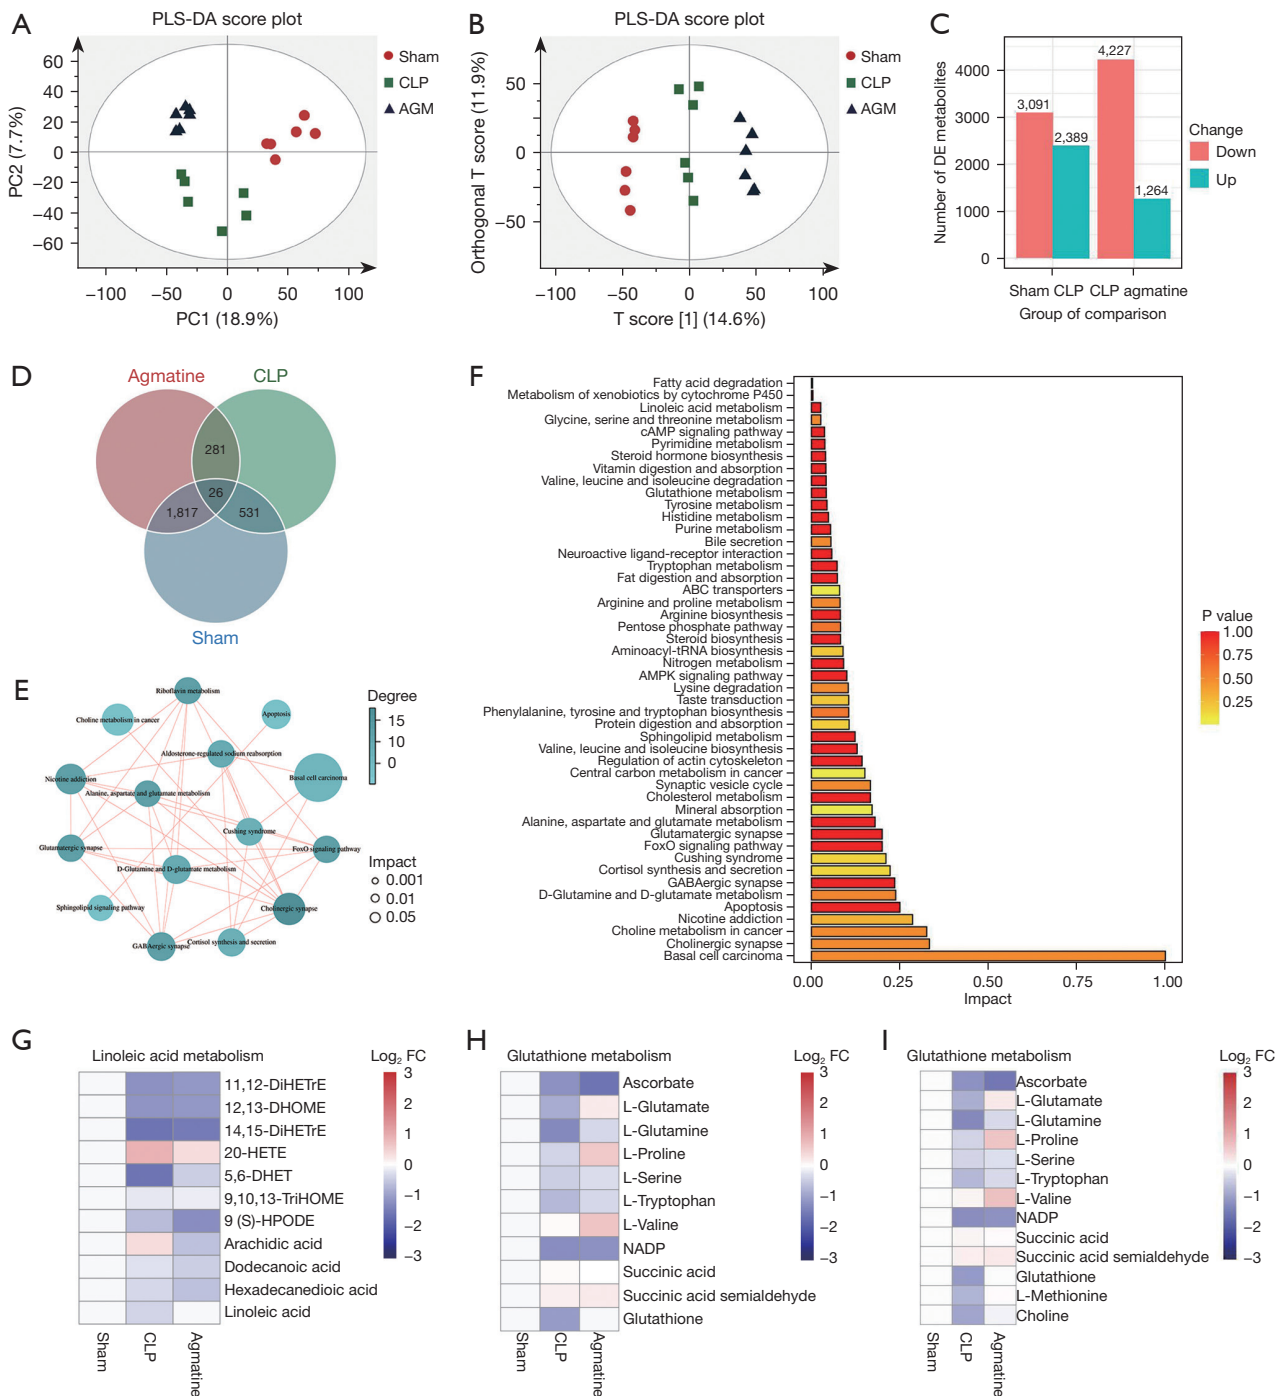 A
PLS-DA score plot
60
40
20
0
−20
−40
−60
−100
−50
0
50
100
PC2 (7.7%)
PC1 (18.9%)
Sham
CLP
AGM
B
PLS-DA score plot
50
0
−50
−100
−50
0
50
100
Orthogonal T score (11.9%)
T score [1] (14.6%)
Sham
CLP
AGM
C
4,227
3,091
2,389
1,264
4000
3000
2000
1000
0
Number of DE metabolites
Sham CLP
CLP agmatine
Group of comparison
Change
Down
Up
D
Agmatine
CLP
281
26
1,817
531
Sham
E
Riboflavin metabolism
Choline metabolism in cancer
Apoptosis
Aldosterone-regulated sodium reabsorption
Basal cell carcinoma
Nicotine addiction
Alanine, aspartate and glutamate metabolism
Cushing syndrome
Glutamatergic synapse
FoxO signaling pathway
D-Glutamine and D-glutamate metabolism
Sphingolipid signaling pathway
Cholinergic synapse
GABAergic synapse
Cortisol synthesis and secretion
Degree
15
10
0
Impact
0.001
0.01
0.05
F
Fatty acid degradation
Metabolism of xenobiotics by cytochrome P450
Linoleic acid metabolism
Glycine, serine and threonine metabolism
cAMP signaling pathway
Pyrimidine metabolism
Steroid hormone biosynthesis
Vitamin digestion and absorption
Valine, leucine and isoleucine degradation
Glutathione metabolism
Tyrosine metabolism
Histidine metabolism
Purine metabolism
Bile secretion
Neuroactive ligand-receptor interaction
Tryptophan metabolism
Fat digestion and absorption
ABC transporters
Arginine and proline metabolism
Arginine biosynthesis
Pentose phosphate pathway
Steroid biosynthesis
Aminoacyl-tRNA biosynthesis
Nitrogen metabolism
AMPK signaling pathway
Lysine degradation
Taste transduction
Phenylalanine, tyrosine and tryptophan biosynthesis
Protein digestion and absorption
Sphingolipid metabolism
Valine, leucine and isoleucine biosynthesis
Regulation of actin cytoskeleton
Central carbon metabolism in cancer
Synaptic vesicle cycle
Cholesterol metabolism
Mineral absorption
Alanine, aspartate and glutamate metabolism
Glutamatergic synapse
FoxO signaling pathway
Cushing syndrome
Cortisol synthesis and secretion
GABAergic synapse
D-Glutamine and D-glutamate metabolism
Apoptosis
Nicotine addiction
Choline metabolism in cancer
Cholinergic synapse
Basal cell carcinoma
0.00
0.25
0.50
0.75
1.00
Impact
P value
1.00
0.75
0.50
0.25
G
Linoleic acid metabolism
11,12-DiHETrE
12,13-DHOME
14,15-DiHETrE
20-HETE
5,6-DHET
9,10,13-TriHOME
9 (S)-HPODE
Arachidic acid
Dodecanoic acid
Hexadecanedioic acid
Linoleic acid
Sham
CLP
Agmatine
Log₂ FC
3
2
1
0
−1
−2
−3
H
Glutathione metabolism
Ascorbate
L-Glutamate
L-Glutamine
L-Proline
L-Serine
L-Tryptophan
L-Valine
NADP
Succinic acid
Succinic acid semialdehyde
Glutathione
Sham
CLP
Agmatine
Log₂ FC
3
2
1
0
−1
−2
−3
I
Glutathione metabolism
Ascorbate
L-Glutamate
L-Glutamine
L-Proline
L-Serine
L-Tryptophan
L-Valine
NADP
Succinic acid
Succinic acid semialdehyde
Glutathione
L-Methionine
Choline
Sham
CLP
Agmatine
Log₂ FC
3
2
1
0
−1
−2
−3